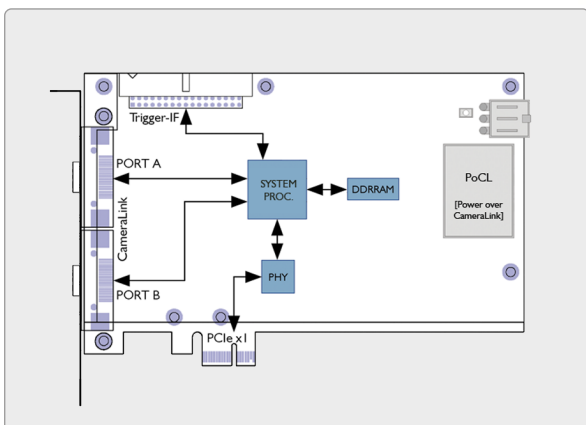 Trigger-IF
PORT A
CameraLink
PORT B
SYSTEM
PROC.
DDRRAM
PHY
PCIe x1
PoCL
[Power over
CameraLink]